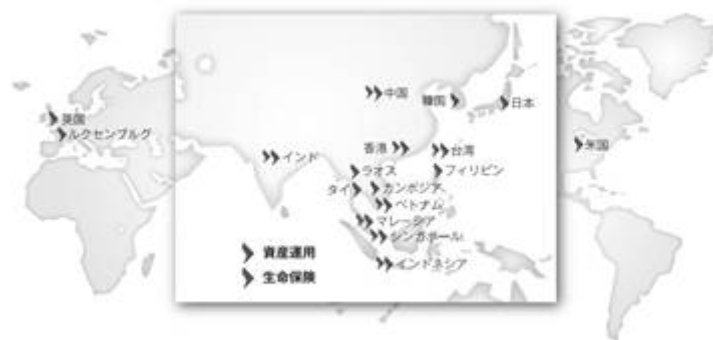 中国
韓国
日本
英国
ルクセンブルグ
香港
台湾
米国
インド
ラオス
フィリピン
タイ
カンボジア
ベトナム
マレーシア
シンガポール
インドネシア
資産運用
生命保険